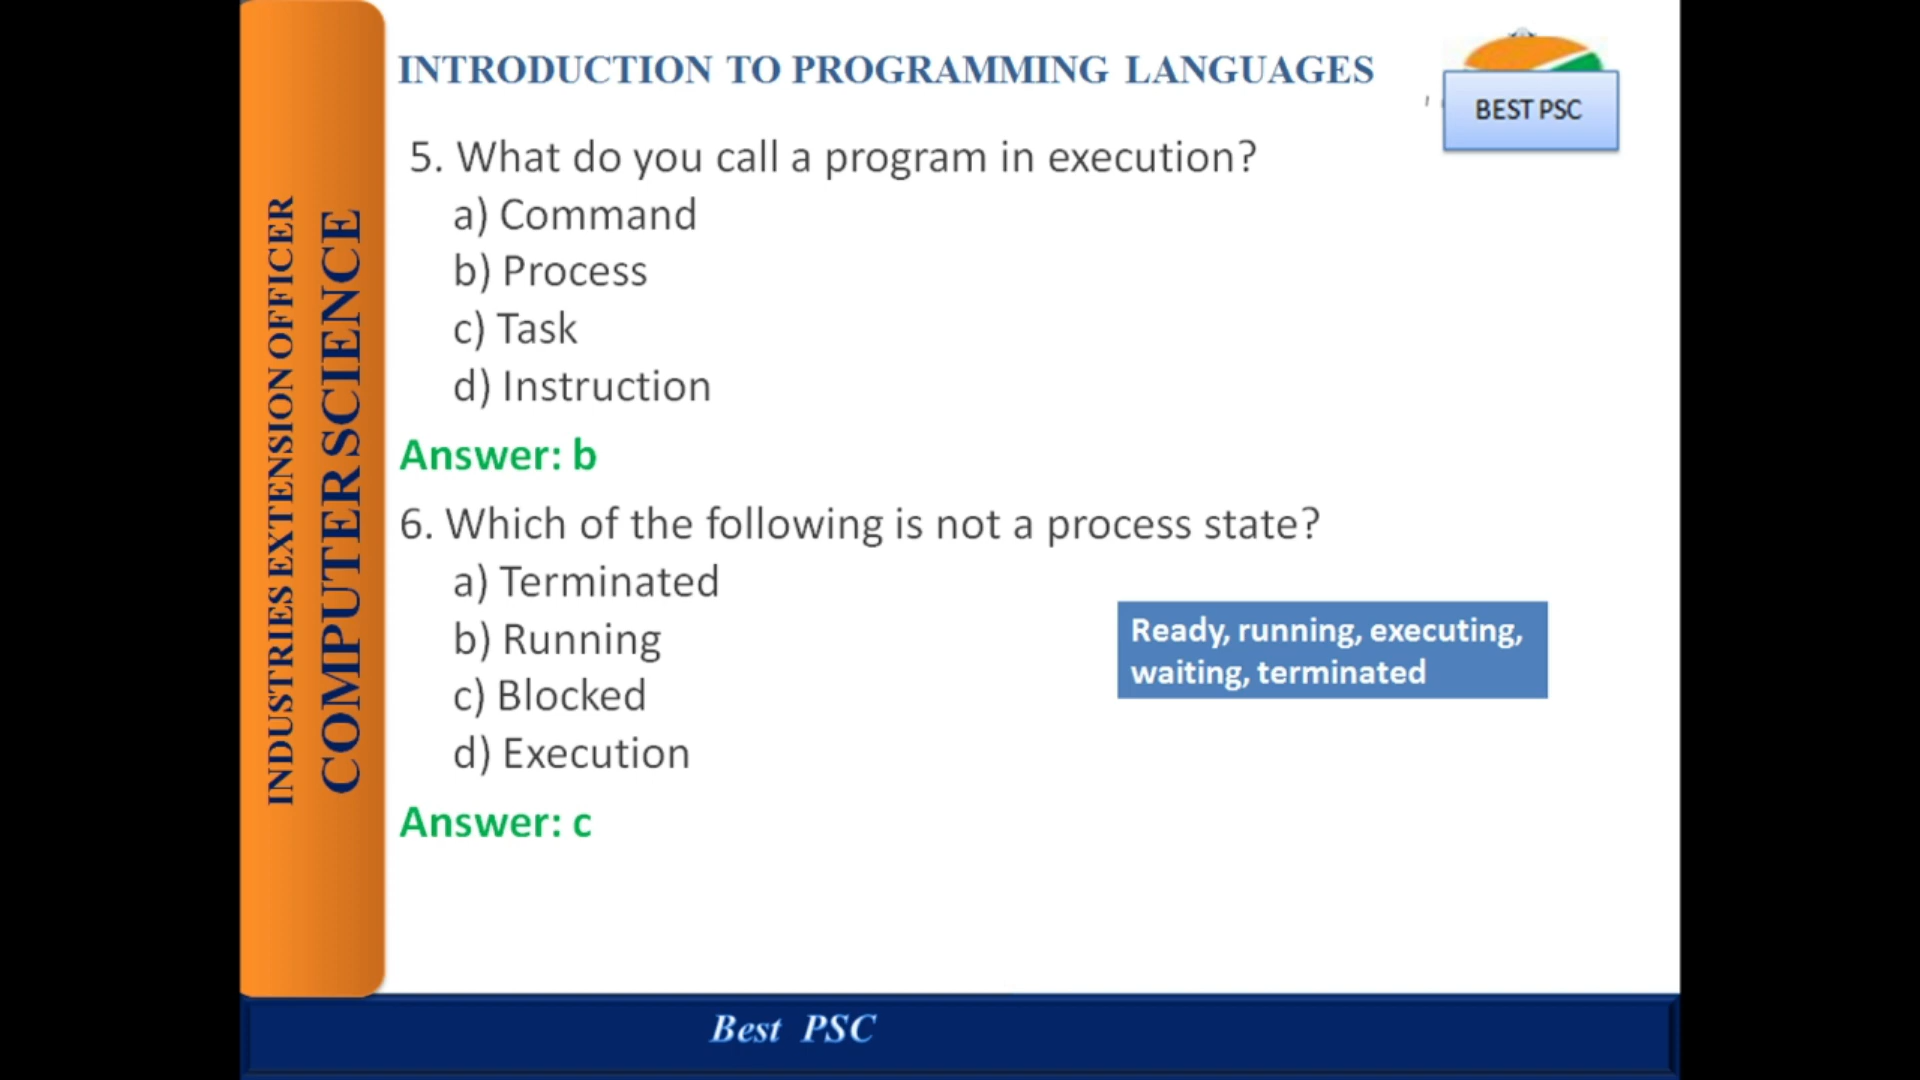 INDUSTRIES EXTENSION OFFICER
COMPUTER SCIENCE
INTRODUCTION TO PROGRAMMING LANGUAGES
BEST PSC
5. What do you call a program in execution?
a) Command
b) Process
c) Task
d) Instruction
Answer: b
6. Which of the following is not a process state?
a) Terminated
b) Running
c) Blocked
d) Execution
Ready, running, executing,
waiting, terminated
Answer: c
Best PSC